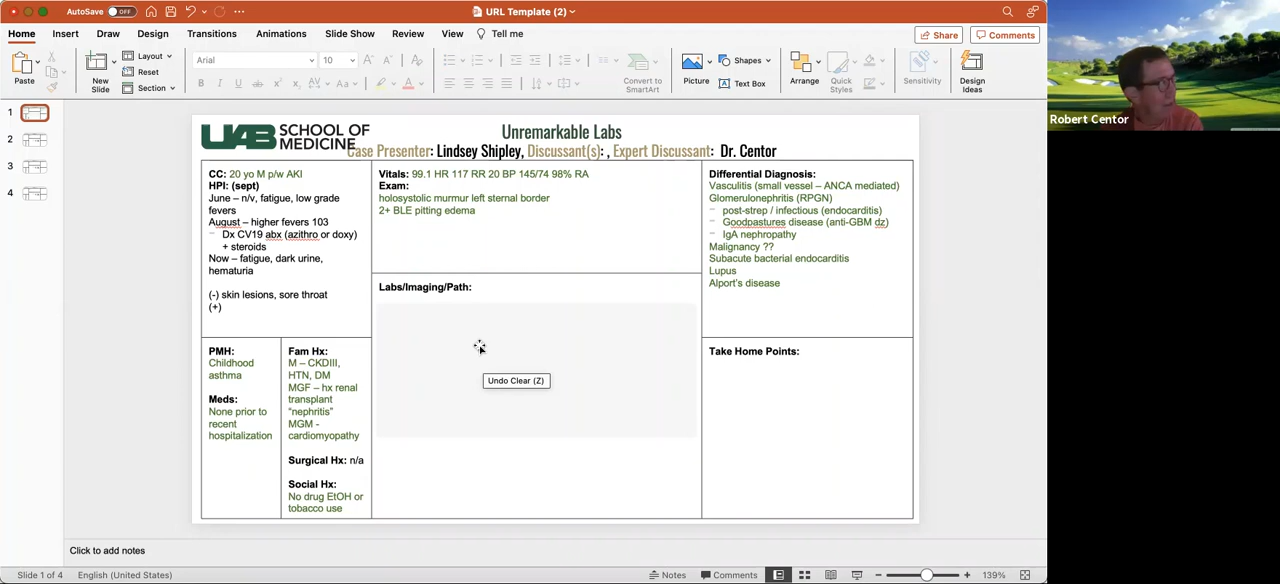 AutoSave OFF
URL Template (2)
Home Insert Draw Design Transitions Animations Slide Show Review View Tell me
Share Comments
Paste
New Slide
Layout
Reset
Section
Arial 10
Convert to SmartArt
Picture
Shapes
Text Box
Arrange
Quick Styles
Sensitivity
Design Ideas
Robert Centor
1
2
3
4
UAB SCHOOL OF MEDICINE
Unremarkable Labs
Case Presenter: Lindsey Shipley, Discussant(s): , Expert Discussant: Dr. Centor
CC: 20 yo M p/w AKI
HPI: (sept)
June – n/v, fatigue, low grade
fevers
August – higher fevers 103
- Dx CV19 abx (azithro or doxy)
+ steroids
Now – fatigue, dark urine,
hematuria
(-) skin lesions, sore throat
(+)
Vitals: 99.1 HR 117 RR 20 BP 145/74 98% RA
Exam:
holosystolic murmur left sternal border
2+ BLE pitting edema
Differential Diagnosis:
Vasculitis (small vessel – ANCA mediated)
Glomerulonephritis (RPGN)
- post-strep / infectious (endocarditis)
- Goodpastures disease (anti-GBM dz)
- IgA nephropathy
Malignancy ??
Subacute bacterial endocarditis
Lupus
Alport's disease
Labs/Imaging/Path:
Undo Clear (Z)
PMH:
Childhood
asthma
Meds:
None prior to
recent
hospitalization
Fam Hx:
M – CKDIII,
HTN, DM
MGF – hx renal
transplant
“nephritis”
MGM -
cardiomyopathy
Surgical Hx: n/a
Social Hx:
No drug EtOH or
tobacco use
Take Home Points:
Click to add notes
Slide 1 of 4 English (United States) Notes Comments 139%